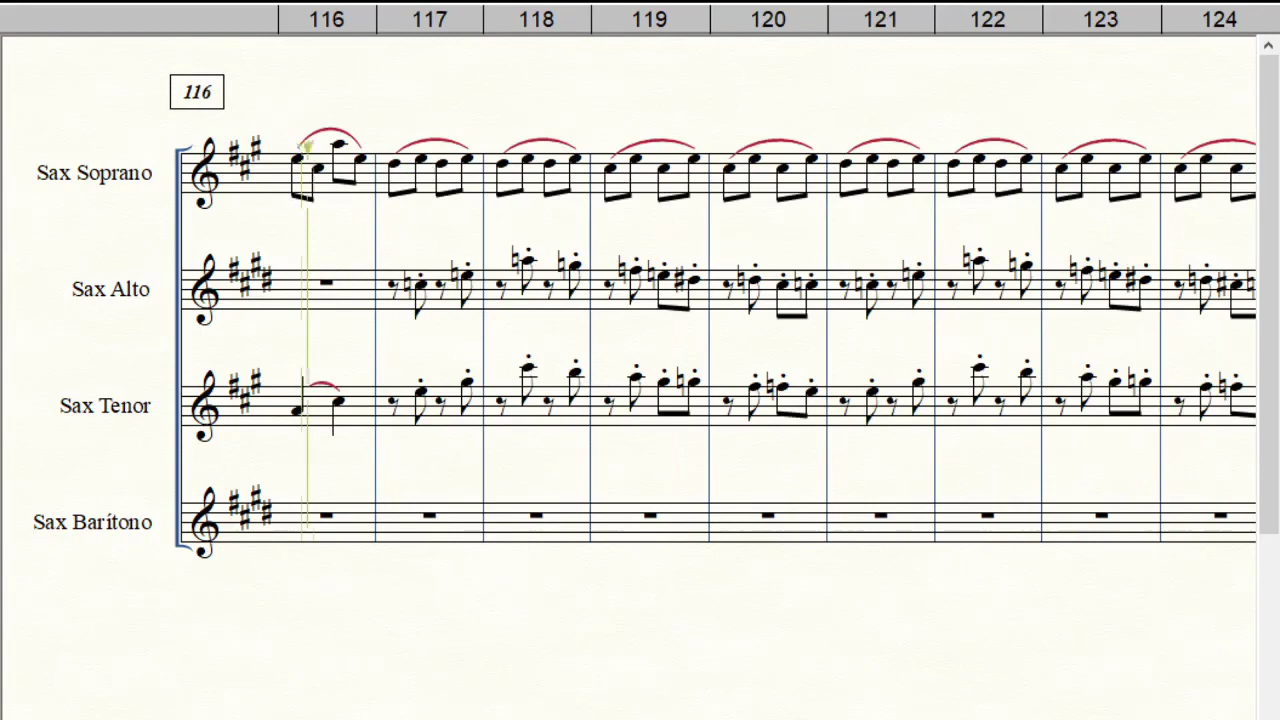 116 117 118 119 120 121 122 123 124
116
Sax Soprano
Sax Alto
Sax Tenor
Sax Barítono